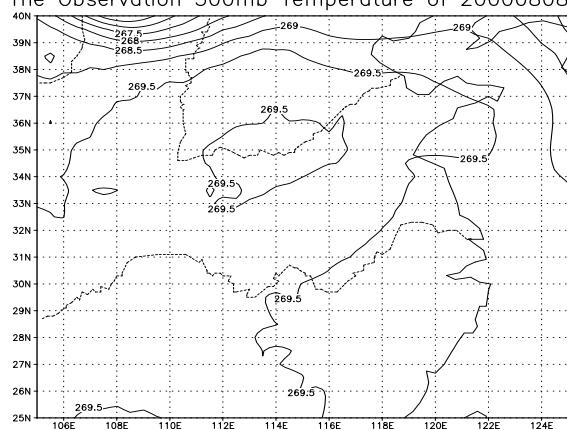 The Observation 500mb Temperature of 20000808
40N
39N
38N
37N
36N
35N
34N
33N
32N
31N
30N
29N
28N
27N
26N
25N
267.5
268
268.5
269
269
269.5
269.5
269.5
269.5
269.5
269.5
269.5
269.5
269.5
106E 108E 110E 112E 114E 116E 118E 120E 122E 124E